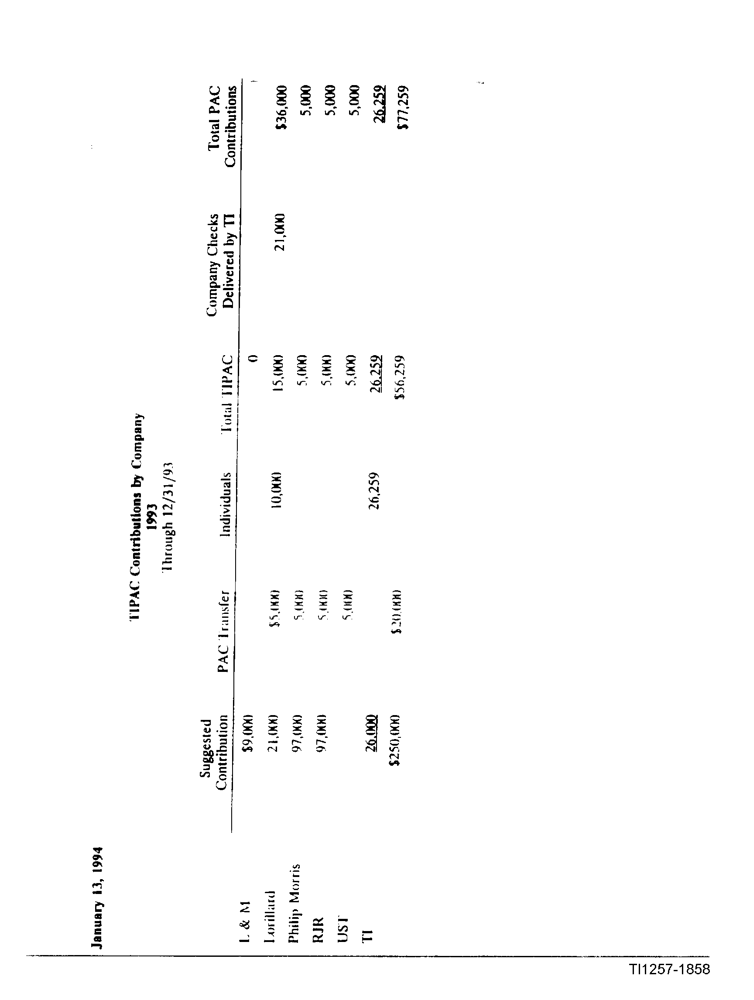 January 13, 1994
TIPAC Contributions by Company
1993
Through 12/31/93
Suggested Contribution PAC Transfer Individuals Total TIPAC Company Checks Delivered by TI Total PAC Contributions
L & M $9,000 0
Lorillard 21,000 $5,000 10,000 15,000 21,000 $36,000
Philip Morris 97,000 5,000 5,000 5,000
RJR 97,000 5,000 5,000 5,000
UST 5,000 5,000 5,000
TI 26,000 26,259 26,259 26,259
$250,000 $20,000 $56,259 $77,259
TI1257-1858